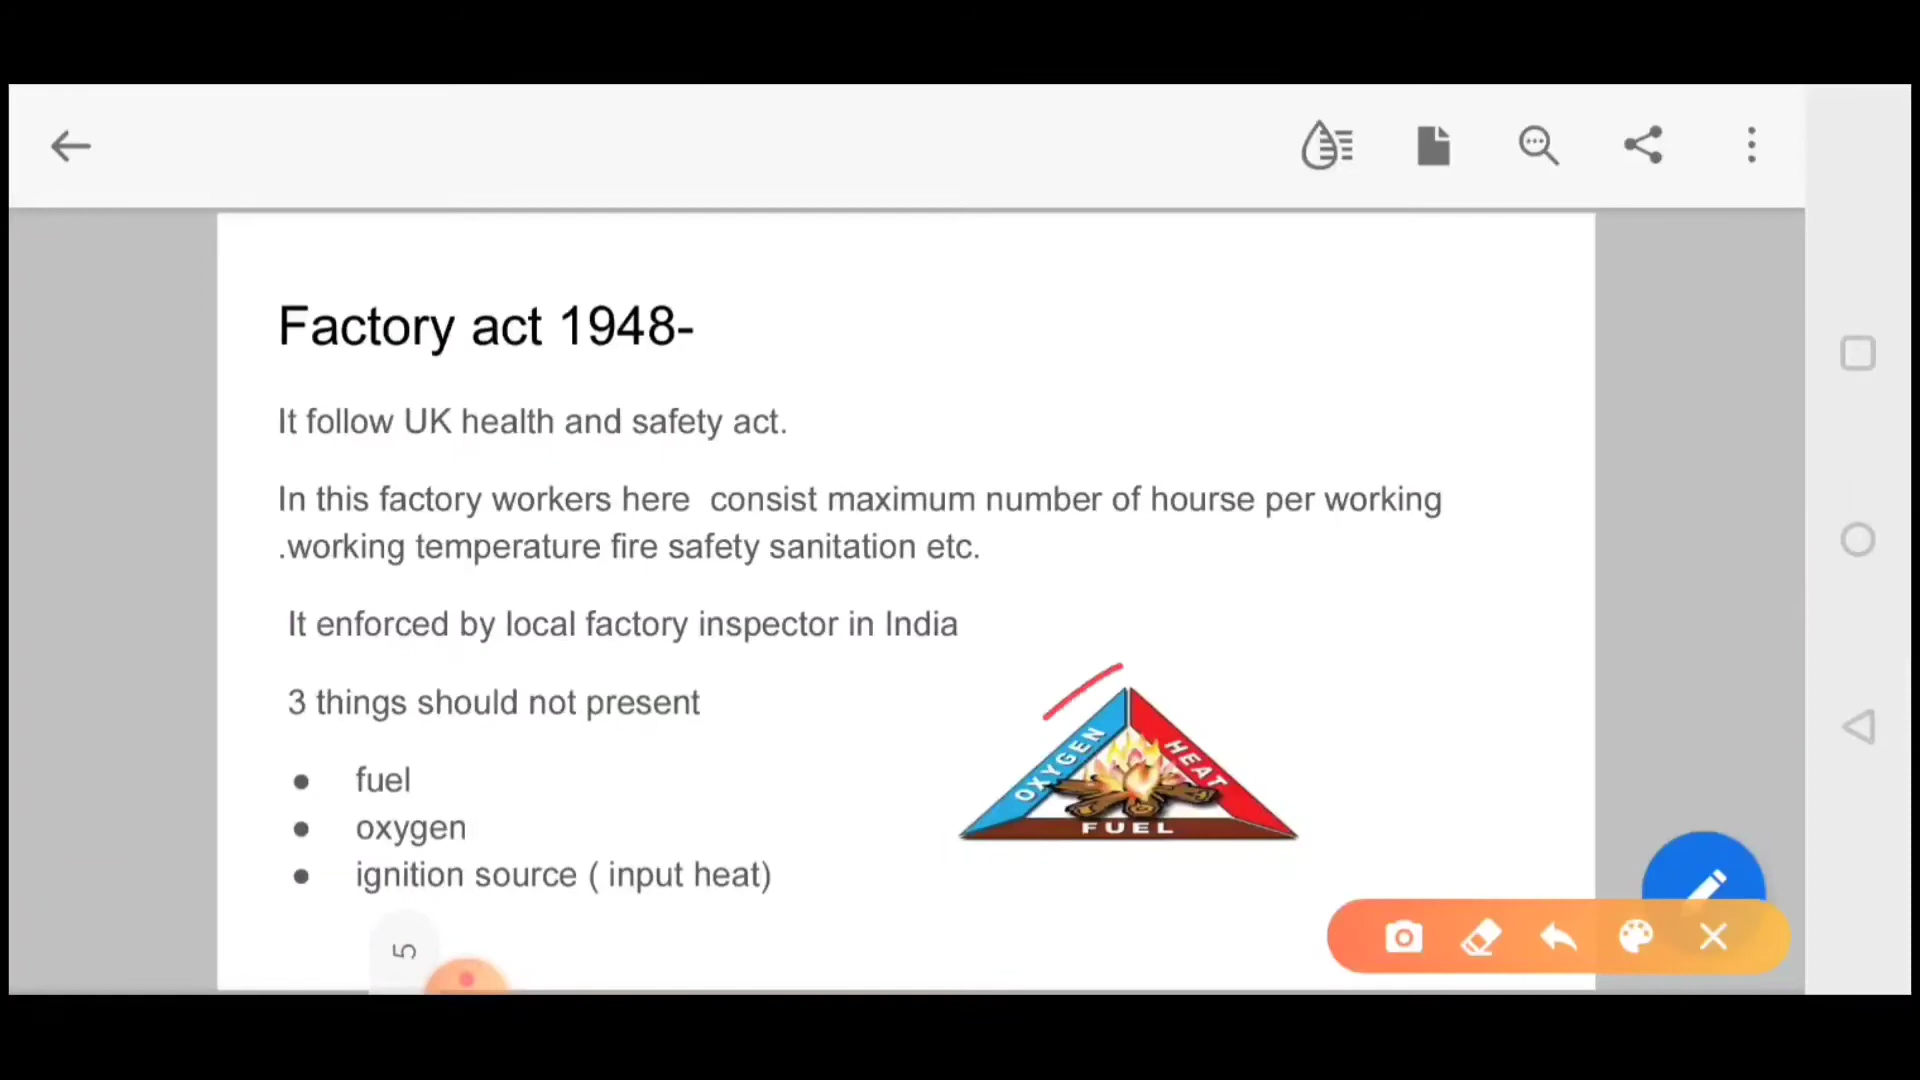 Factory act 1948-
It follow UK health and safety act.
In this factory workers here consist maximum number of hourse per working
.working temperature fire safety sanitation etc.
It enforced by local factory inspector in India
3 things should not present
● fuel
● oxygen
● ignition source ( input heat)
OXYGEN
HEAT
FUEL
5